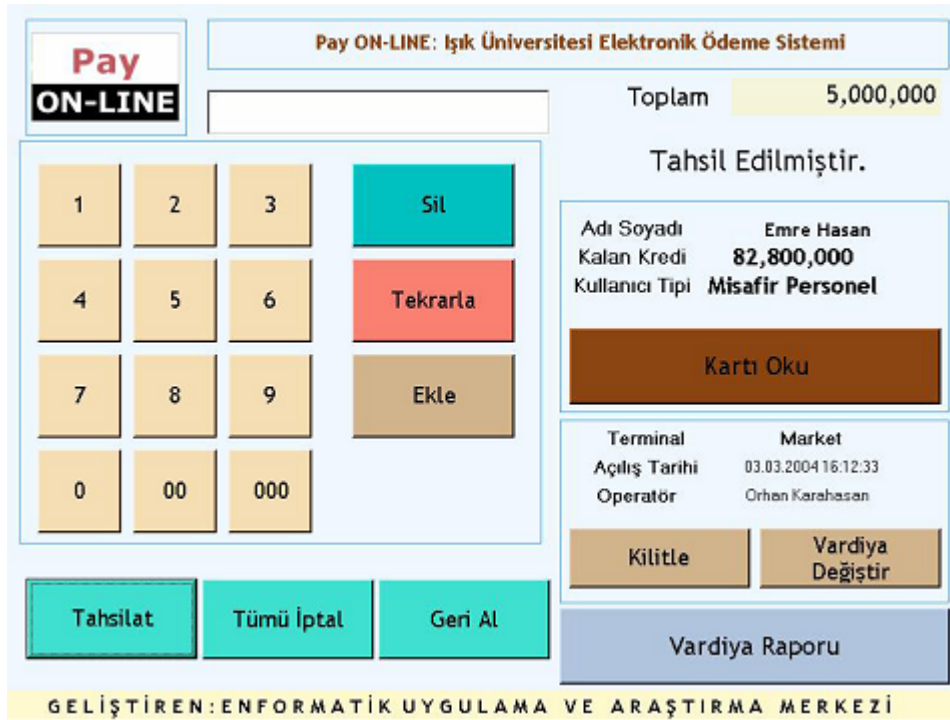 Pay
ON-LINE
Pay ON-LINE: Işık Üniversitesi Elektronik Ödeme Sistemi
Toplam 5,000,000
Tahsil Edilmiştir.
1 2 3 Sil
4 5 6 Tekrarla
7 8 9 Ekle
0 00 000
Adı Soyadı Emre Hasan
Kalan Kredi 82,800,000
Kullanıcı Tipi Misafir Personel
Kartı Oku
Terminal Market
Açılış Tarihi 03.03.2004 16:12:33
Operatör Orhan Karahasan
Kilitle
Vardiya
Değiştir
Tahsilat Tümü İptal Geri Al
Vardiya Raporu
GELİŞTİREN:ENFORMATİK UYGULAMA VE ARAŞTIRMA MERKEZİ